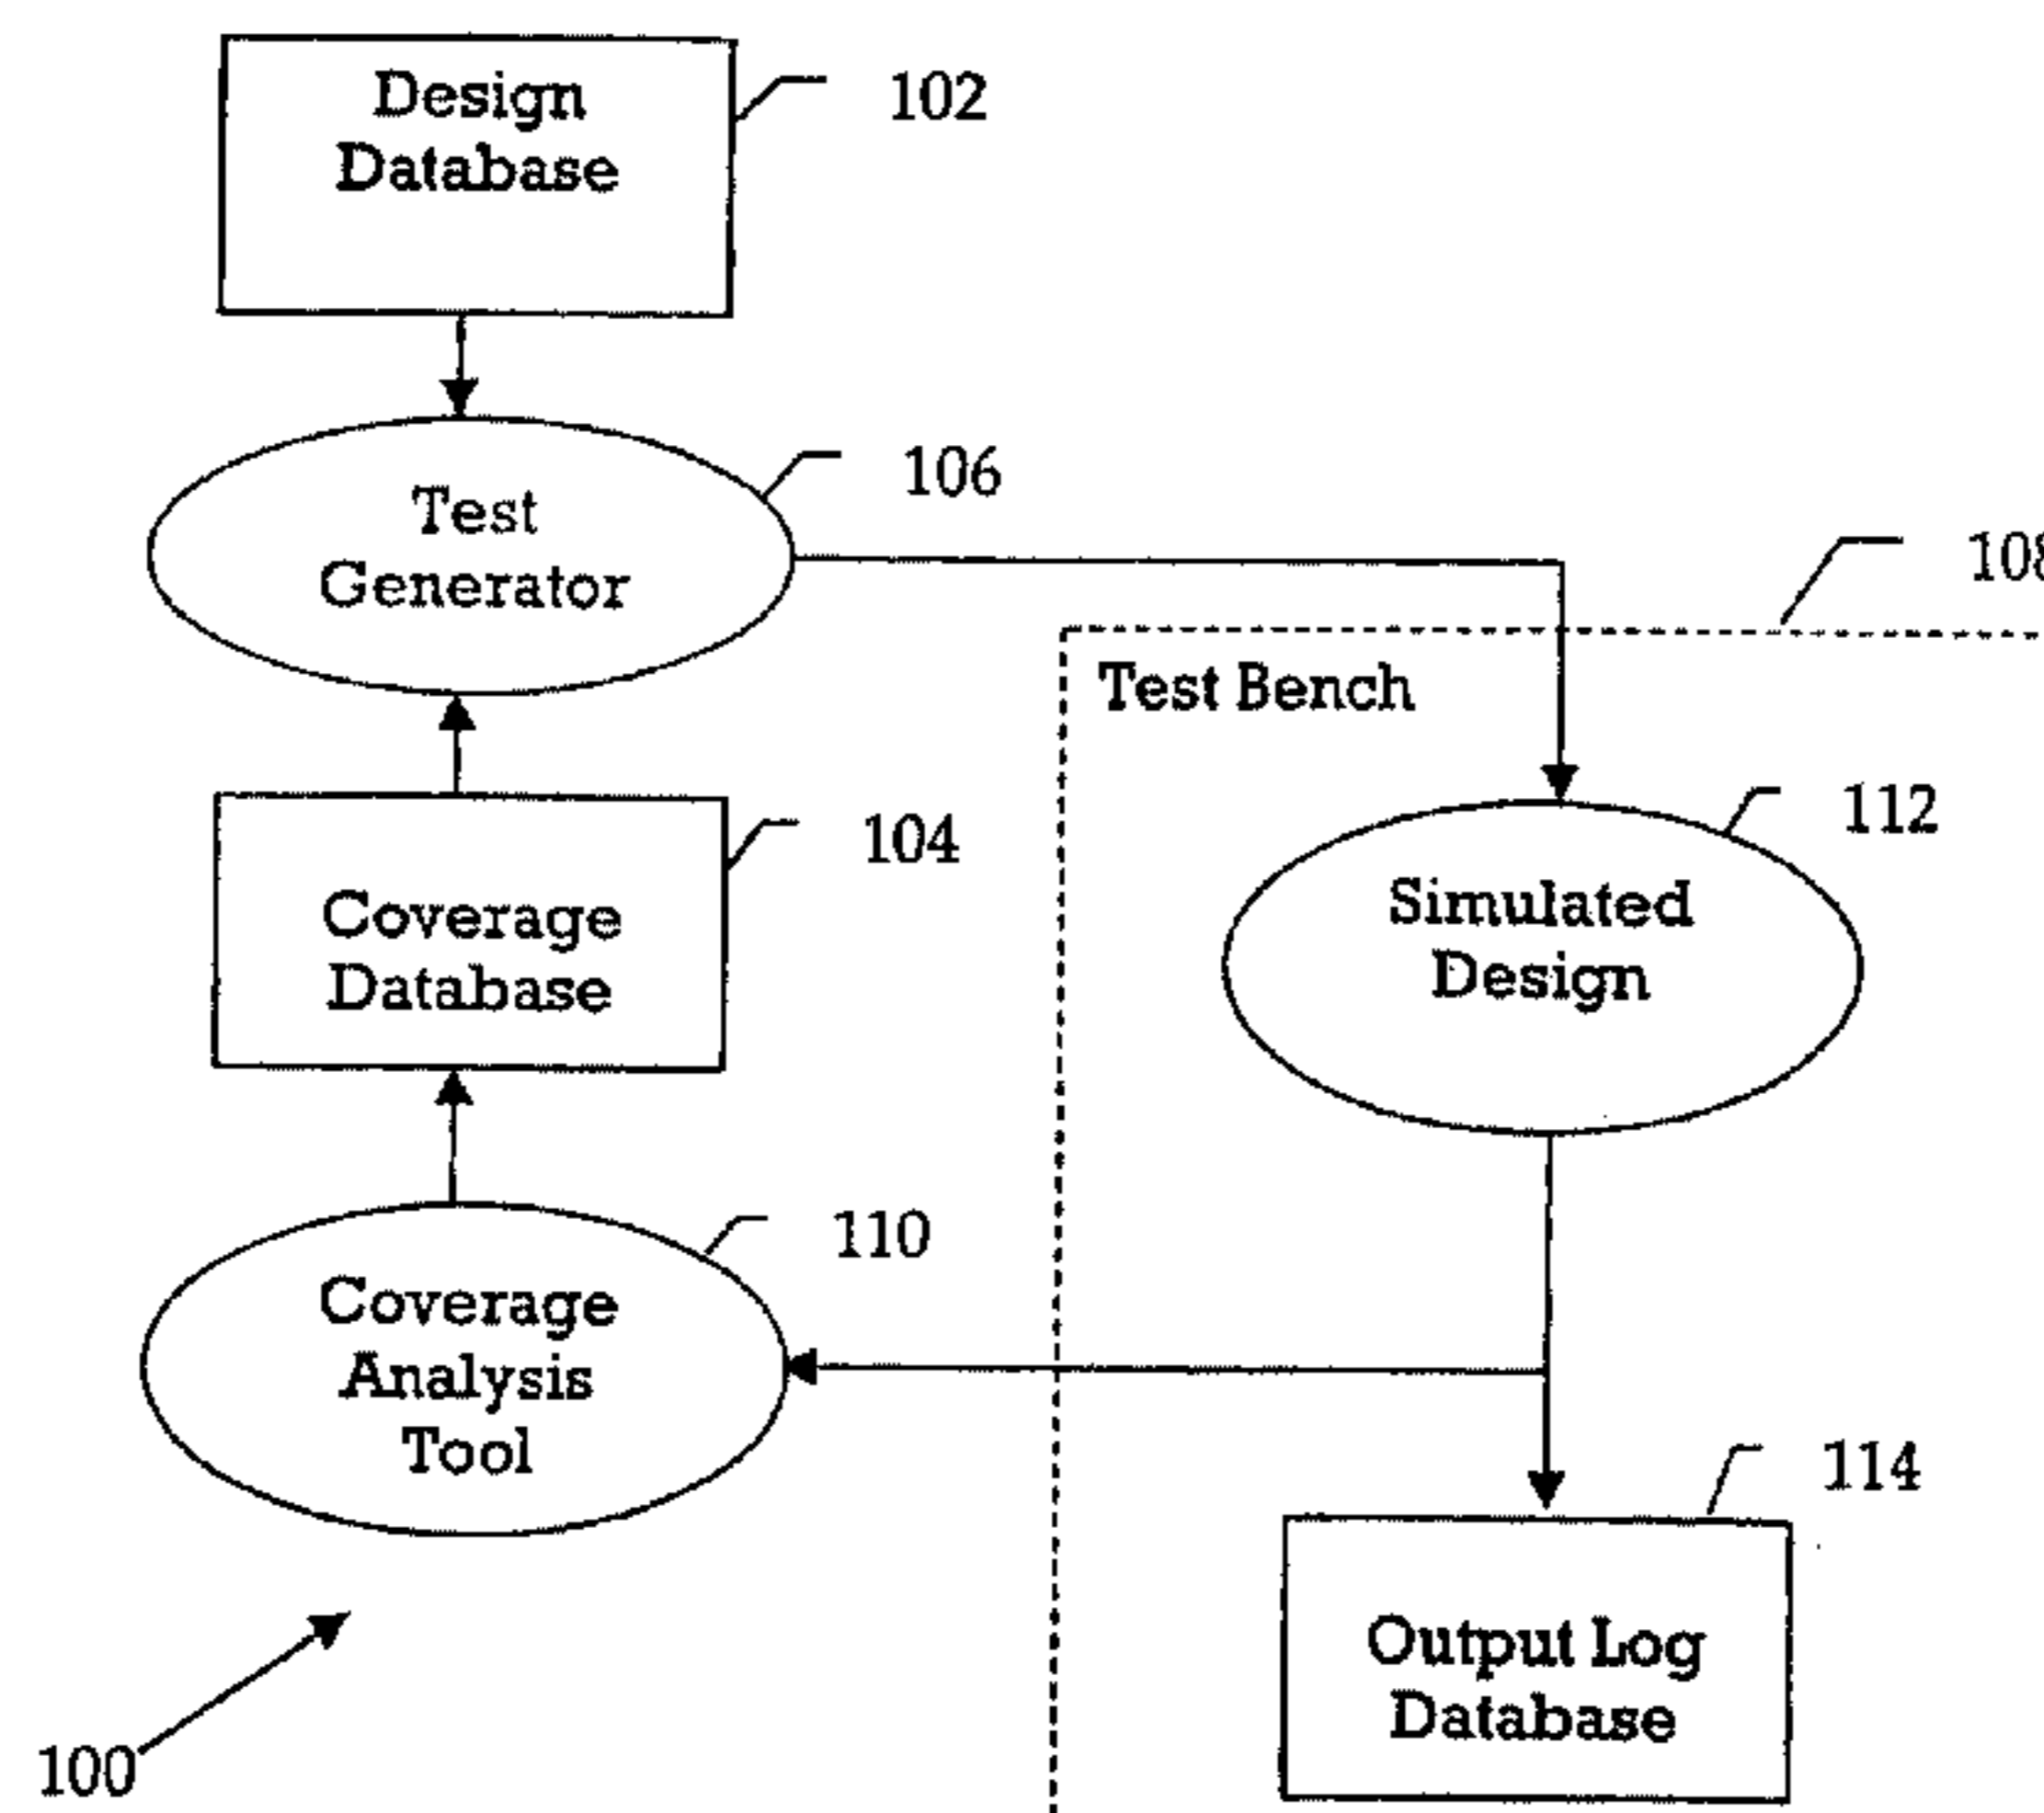 Design
Database
102
Test
Generator
106
108
Test Bench
Coverage
Database
104
Simulated
Design
112
Coverage
Analysis
Tool
110
Output Log
Database
114
100